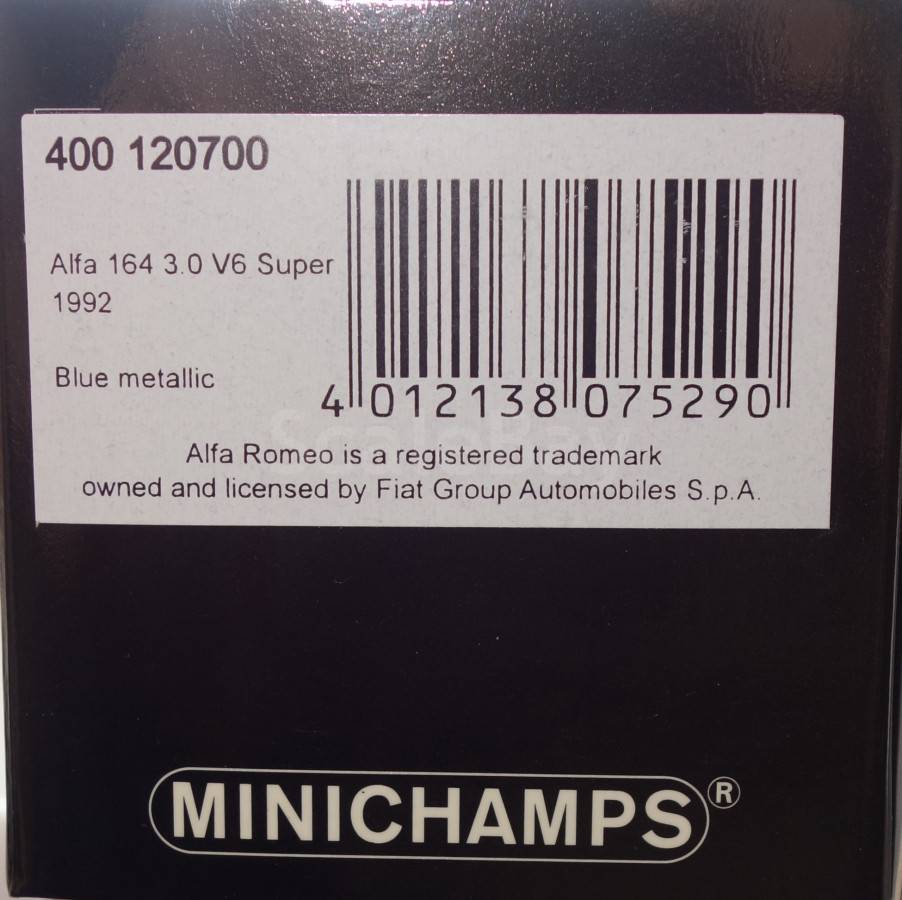 400 120700
Alfa 164 3.0 V6 Super
1992
Blue metallic
4 012138 075290
Alfa Romeo is a registered trademark
owned and licensed by Fiat Group Automobiles S.p.A.
MINICHAMPS®